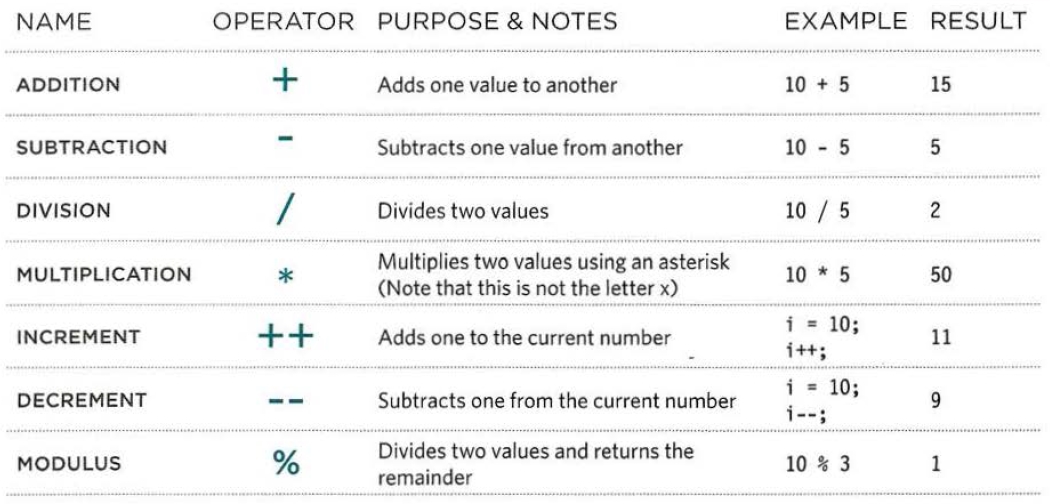 NAME OPERATOR PURPOSE & NOTES EXAMPLE RESULT
ADDITION + Adds one value to another 10 + 5 15
SUBTRACTION - Subtracts one value from another 10 - 5 5
DIVISION / Divides two values 10 / 5 2
MULTIPLICATION * Multiplies two values using an asterisk
(Note that this is not the letter x) 10 * 5 50
INCREMENT ++ Adds one to the current number i = 10;
i++; 11
DECREMENT -- Subtracts one from the current number i = 10;
i--; 9
MODULUS % Divides two values and returns the
remainder 10 % 3 1